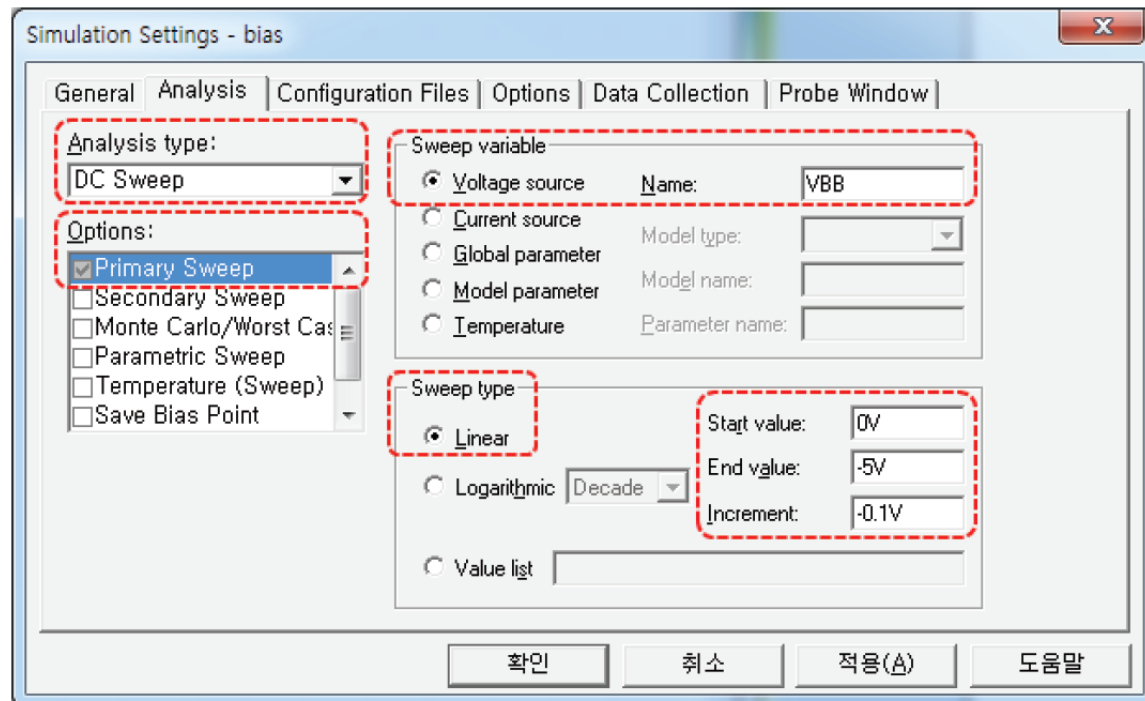 Simulation Settings - bias
General
Analysis
Configuration Files
Options
Data Collection
Probe Window
Analysis type:
DC Sweep
Options:
Primary Sweep
Secondary Sweep
Monte Carlo/Worst Cas
Parametric Sweep
Temperature (Sweep)
Save Bias Point
Sweep variable
Voltage source
Name:
VBB
Current source
Global parameter
Model parameter
Temperature
Model type:
Model name:
Parameter name:
Sweep type
Linear
Logarithmic
Decade
Value list
Start value:
0V
End value:
-5V
Increment:
-0.1V
확인
취소
적용(A)
도움말